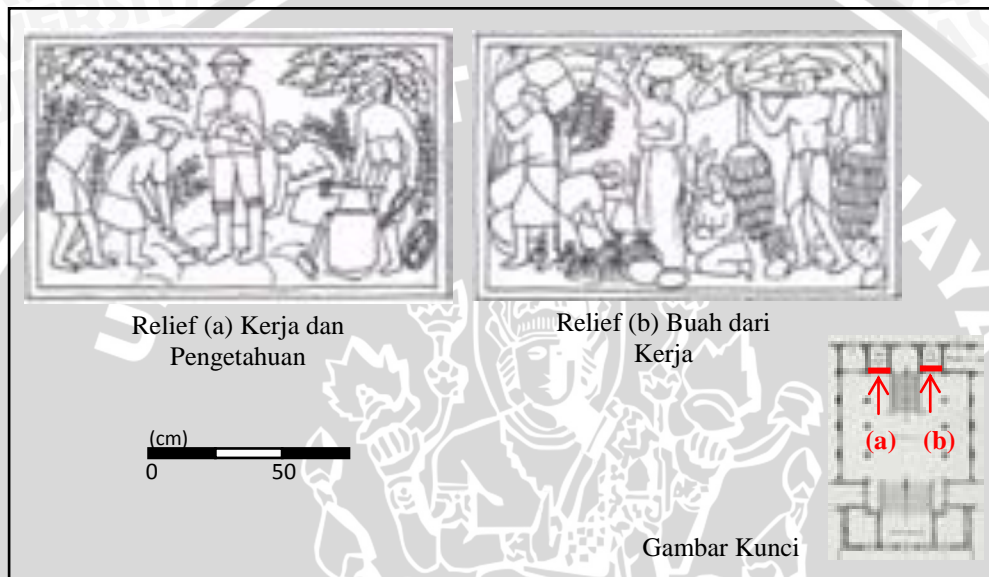 Relief (a) Kerja dan
Pengetahuan
Relief (b) Buah dari
Kerja
(cm)
0 50
(a) (b)
Gambar Kunci